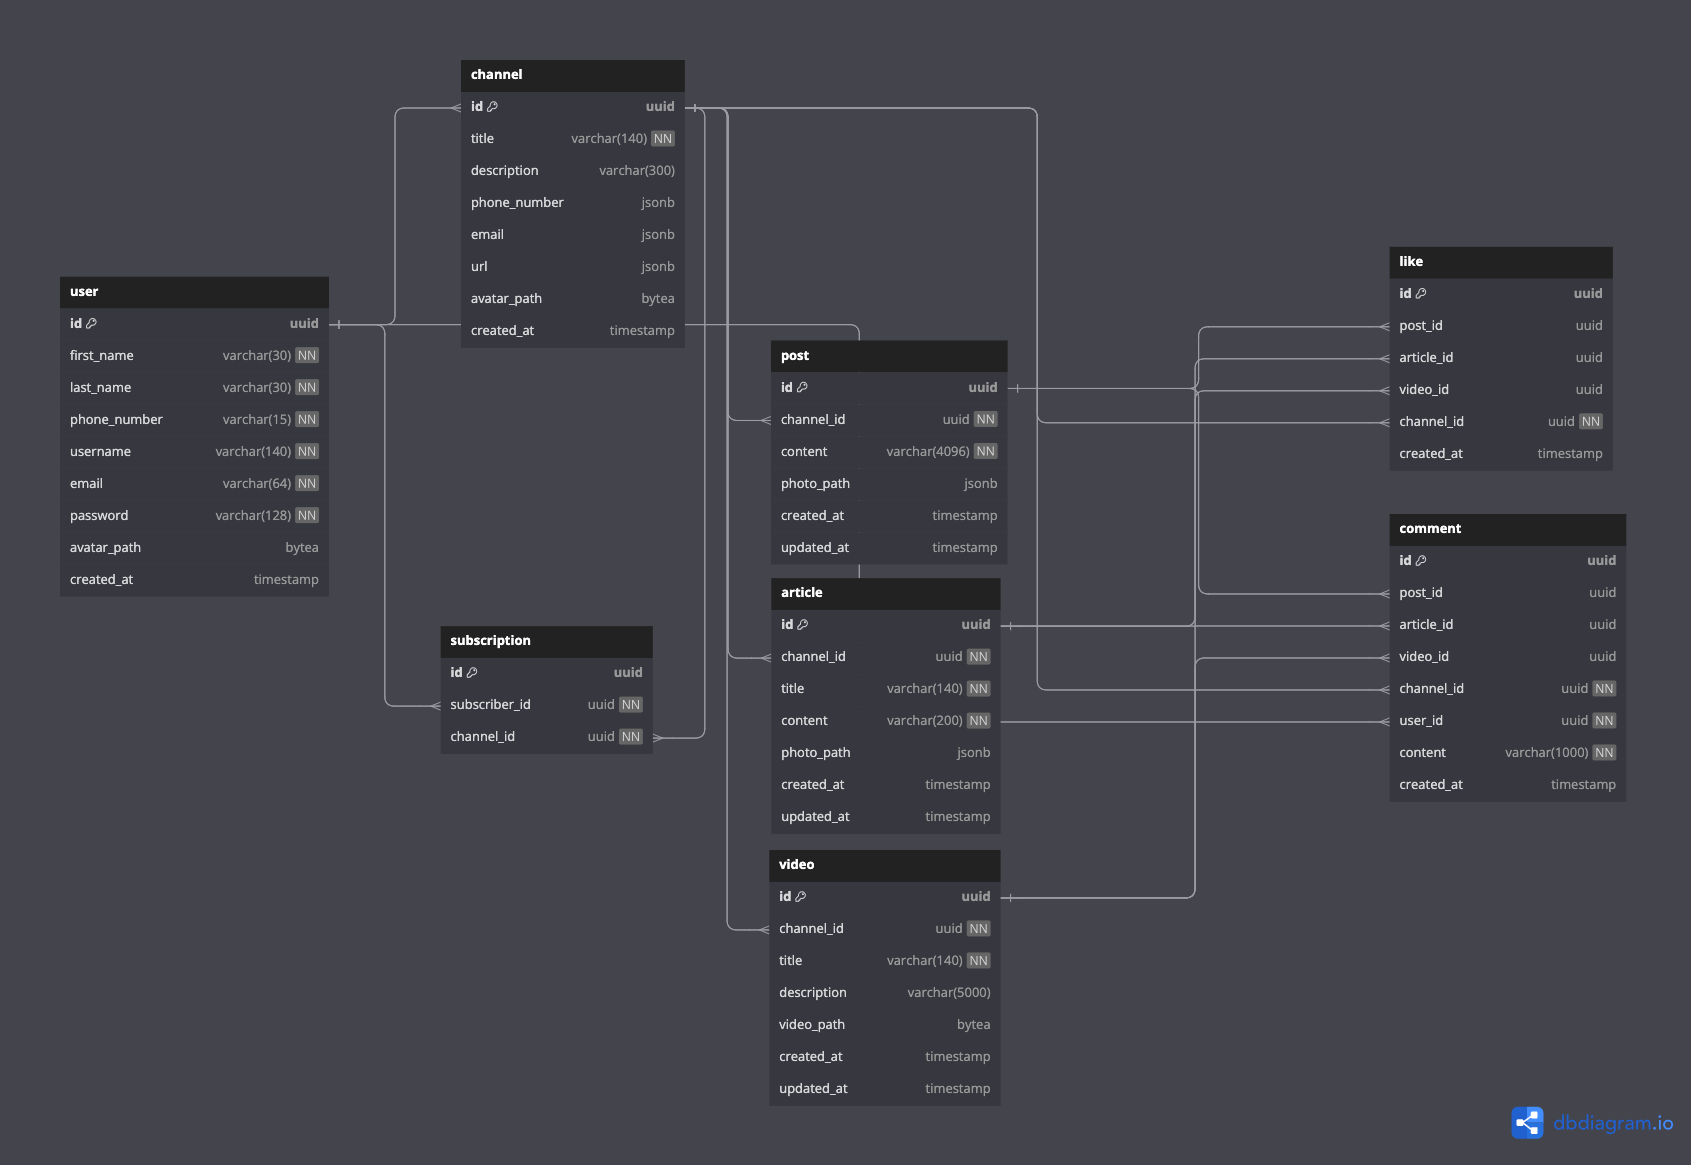 channel
id uuid
title varchar(140) NN
description varchar(300)
phone_number jsonb
email jsonb
url jsonb
avatar_path bytea
created_at timestamp
user
id uuid
first_name varchar(30) NN
last_name varchar(30) NN
phone_number varchar(15) NN
username varchar(140) NN
email varchar(64) NN
password varchar(128) NN
avatar_path bytea
created_at timestamp
subscription
id uuid
subscriber_id uuid NN
channel_id uuid NN
post
id uuid
channel_id uuid NN
content varchar(4096) NN
photo_path jsonb
created_at timestamp
updated_at timestamp
article
id uuid
channel_id uuid NN
title varchar(140) NN
content varchar(200) NN
photo_path jsonb
created_at timestamp
updated_at timestamp
video
id uuid
channel_id uuid NN
title varchar(140) NN
description varchar(5000)
video_path bytea
created_at timestamp
updated_at timestamp
like
id uuid
post_id uuid
article_id uuid
video_id uuid
channel_id uuid NN
created_at timestamp
comment
id uuid
post_id uuid
article_id uuid
video_id uuid
channel_id uuid NN
user_id uuid NN
content varchar(1000) NN
created_at timestamp
dbdiagram.io